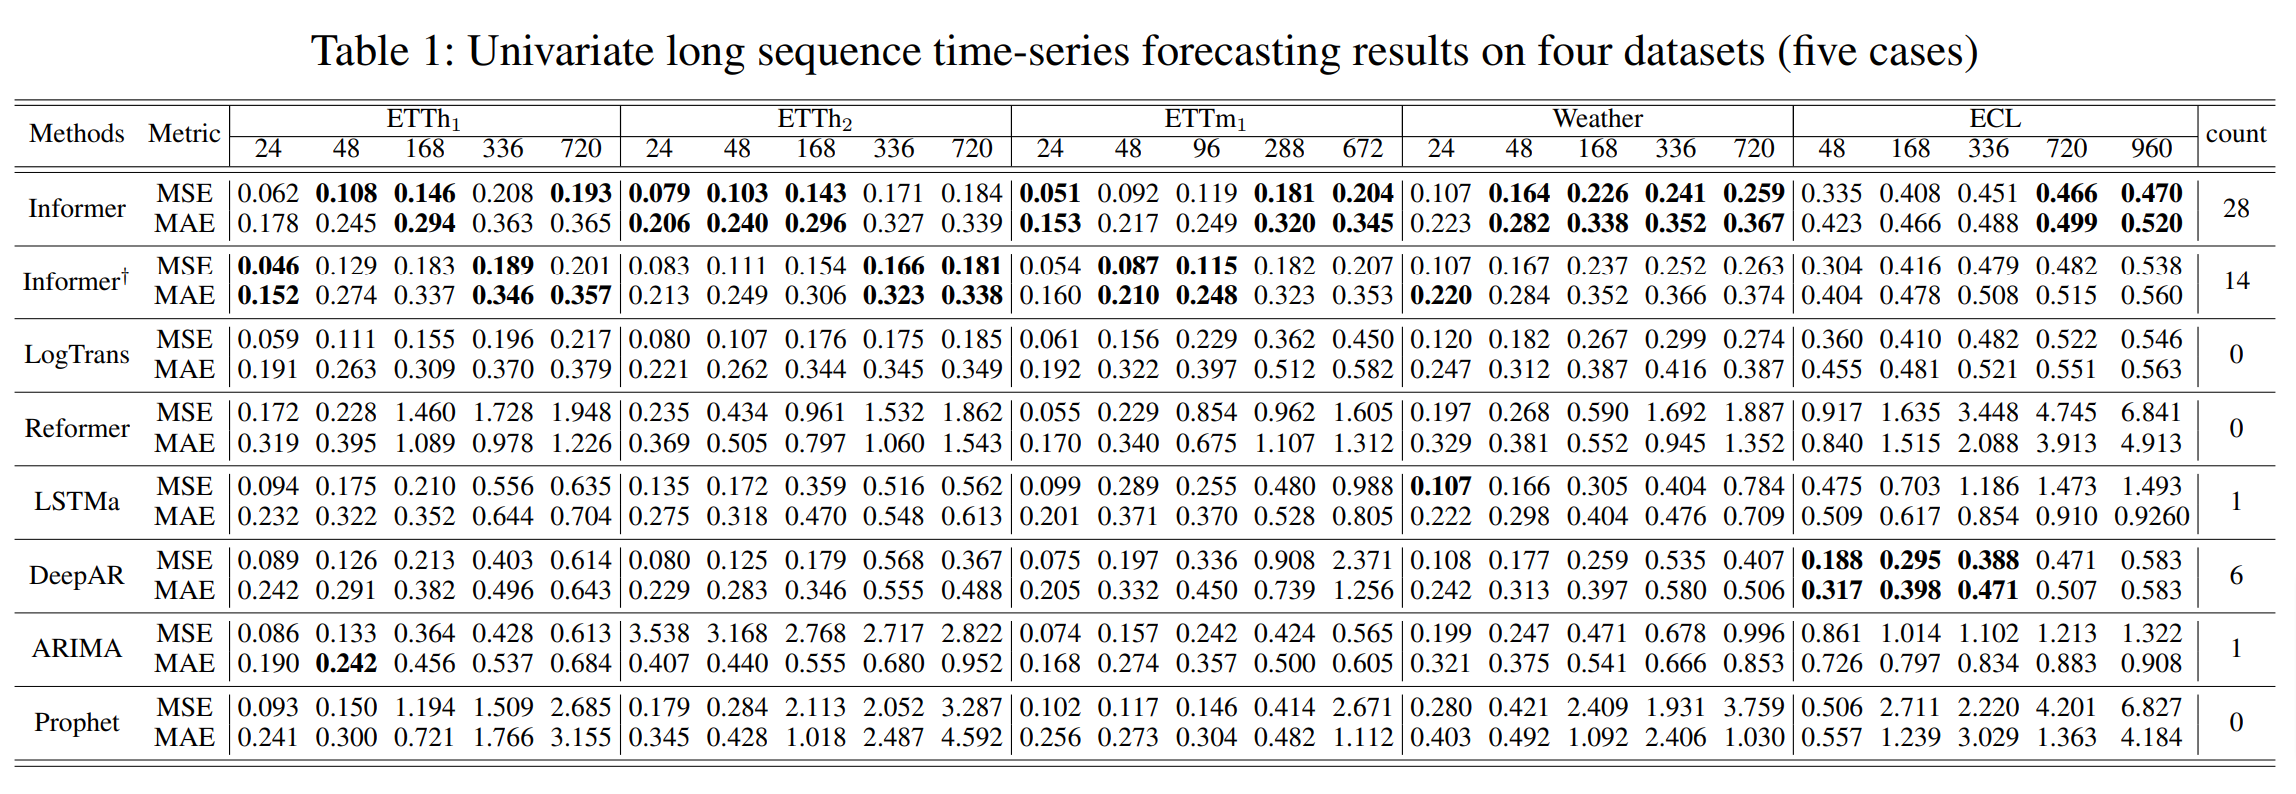 Table 1: Univariate long sequence time-series forecasting results on four datasets (five cases)
Methods Metric ETTh₁ ETTh₂ ETTm₁ Weather ECL count
24 48 168 336 720 24 48 168 336 720 24 48 96 288 672 24 48 168 336 720 48 168 336 720 960
Informer MSE 0.062 0.108 0.146 0.208 0.193 0.079 0.103 0.143 0.171 0.184 0.051 0.092 0.119 0.181 0.204 0.107 0.164 0.226 0.241 0.259 0.335 0.408 0.451 0.466 0.470 28
MAE 0.178 0.245 0.294 0.363 0.365 0.206 0.240 0.296 0.327 0.339 0.153 0.217 0.249 0.320 0.345 0.223 0.282 0.338 0.352 0.367 0.423 0.466 0.488 0.499 0.520
Informer† MSE 0.046 0.129 0.183 0.189 0.201 0.083 0.111 0.154 0.166 0.181 0.054 0.087 0.115 0.182 0.207 0.107 0.167 0.237 0.252 0.263 0.304 0.416 0.479 0.482 0.538 14
MAE 0.152 0.274 0.337 0.346 0.357 0.213 0.249 0.306 0.323 0.338 0.160 0.210 0.248 0.323 0.353 0.220 0.284 0.352 0.366 0.374 0.404 0.478 0.508 0.515 0.560
LogTrans MSE 0.059 0.111 0.155 0.196 0.217 0.080 0.107 0.176 0.175 0.185 0.061 0.156 0.229 0.362 0.450 0.120 0.182 0.267 0.299 0.274 0.360 0.410 0.482 0.522 0.546 0
MAE 0.191 0.263 0.309 0.370 0.379 0.221 0.262 0.344 0.345 0.349 0.192 0.322 0.397 0.512 0.582 0.247 0.312 0.387 0.416 0.387 0.455 0.481 0.521 0.551 0.563
Reformer MSE 0.172 0.228 1.460 1.728 1.948 0.235 0.434 0.961 1.532 1.862 0.055 0.229 0.854 0.962 1.605 0.197 0.268 0.590 1.692 1.887 0.917 1.635 3.448 4.745 6.841 0
MAE 0.319 0.395 1.089 0.978 1.226 0.369 0.505 0.797 1.060 1.543 0.170 0.340 0.675 1.107 1.312 0.329 0.381 0.552 0.945 1.352 0.840 1.515 2.088 3.913 4.913
LSTMa MSE 0.094 0.175 0.210 0.556 0.635 0.135 0.172 0.359 0.516 0.562 0.099 0.289 0.255 0.480 0.988 0.107 0.166 0.305 0.404 0.784 0.475 0.703 1.186 1.473 1.493 1
MAE 0.232 0.322 0.352 0.644 0.704 0.275 0.318 0.470 0.548 0.613 0.201 0.371 0.370 0.528 0.805 0.222 0.298 0.404 0.476 0.709 0.509 0.617 0.854 0.910 0.9260
DeepAR MSE 0.089 0.126 0.213 0.403 0.614 0.080 0.125 0.179 0.568 0.367 0.075 0.197 0.336 0.908 2.371 0.108 0.177 0.259 0.535 0.407 0.188 0.295 0.388 0.471 0.583 6
MAE 0.242 0.291 0.382 0.496 0.643 0.229 0.283 0.346 0.555 0.488 0.205 0.332 0.450 0.739 1.256 0.242 0.313 0.397 0.580 0.506 0.317 0.398 0.471 0.507 0.583
ARIMA MSE 0.086 0.133 0.364 0.428 0.613 3.538 3.168 2.768 2.717 2.822 0.074 0.157 0.242 0.424 0.565 0.199 0.247 0.471 0.678 0.996 0.861 1.014 1.102 1.213 1.322 1
MAE 0.190 0.242 0.456 0.537 0.684 0.407 0.440 0.555 0.680 0.952 0.168 0.274 0.357 0.500 0.605 0.321 0.375 0.541 0.666 0.853 0.726 0.797 0.834 0.883 0.908
Prophet MSE 0.093 0.150 1.194 1.509 2.685 0.179 0.284 2.113 2.052 3.287 0.102 0.117 0.146 0.414 2.671 0.280 0.421 2.409 1.931 3.759 0.506 2.711 2.220 4.201 6.827 0
MAE 0.241 0.300 0.721 1.766 3.155 0.345 0.428 1.018 2.487 4.592 0.256 0.273 0.304 0.482 1.112 0.403 0.492 1.092 2.406 1.030 0.557 1.239 3.029 1.363 4.184